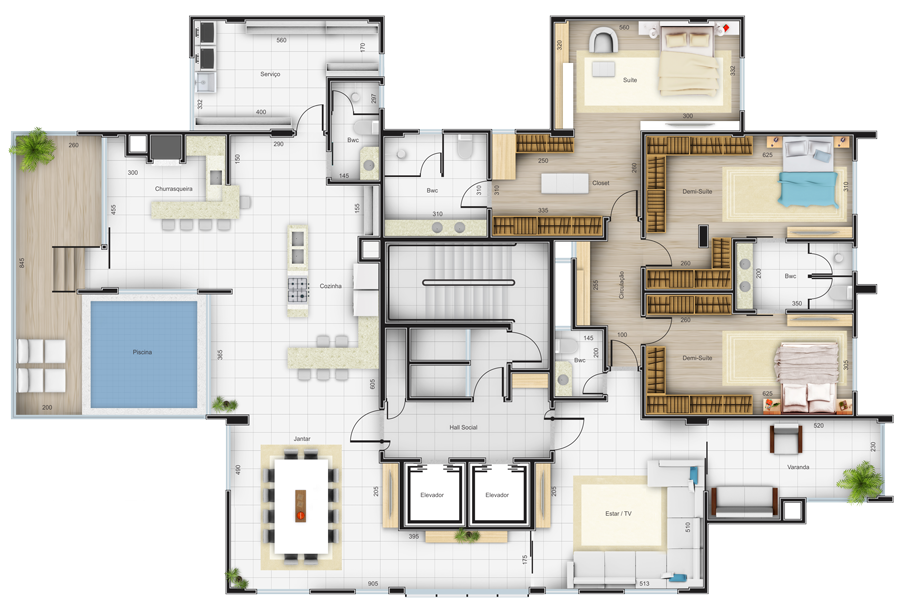 560
170
Serviço
332
400
297
Bwc
145
290
260
300
150
Churrasqueira
455
155
845
200
Piscina
365
Cozinha
605
Bwc
310
310
310
250
Closet
335
260
320
560
Suíte
332
300
625
Demi-Suíte
310
260
200
Bwc
350
Circulação
255
100
260
145
Bwc
200
Demi-Suíte
305
625
Hall Social
Elevador
Elevador
Jantar
490
205
205
395
905
175
Estar / TV
510
513
520
230
Varanda